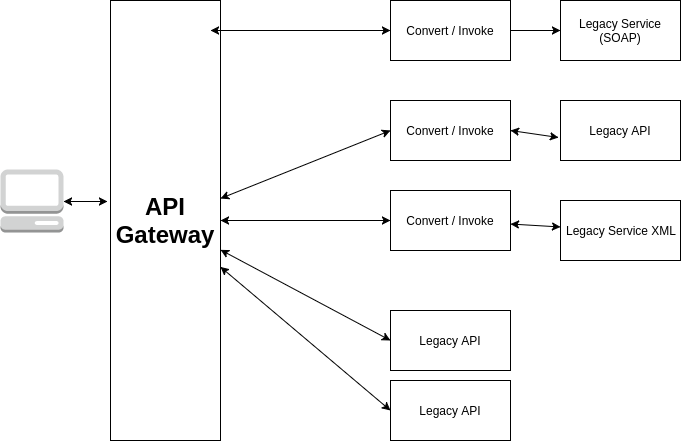 Convert / Invoke
Legacy Service
(SOAP)
Convert / Invoke
Legacy API
API
Gateway
Convert / Invoke
Legacy Service XML
Legacy API
Legacy API